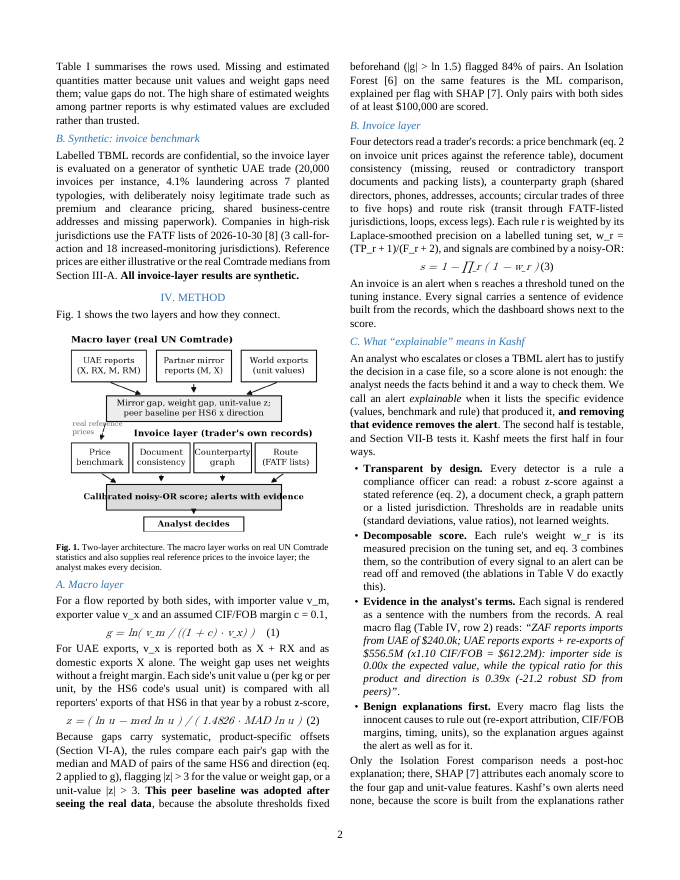 Table I summarises the rows used. Missing and estimated
quantities matter because unit values and weight gaps need
them; value gaps do not. The high share of estimated weights
among partner reports is why estimated values are excluded
rather than trusted.
B. Synthetic: invoice benchmark
Labelled TBML records are confidential, so the invoice layer
is evaluated on a generator of synthetic UAE trade (20,000
invoices per instance, 4.1% laundering across 7 planted
typologies, with deliberately noisy legitimate trade such as
premium and clearance pricing, shared business-centre
addresses and missing paperwork). Companies in high-risk
jurisdictions use the FATF lists of 2026-10-30 [8] (3 call-for-
action and 18 increased-monitoring jurisdictions). Reference
prices are either illustrative or the real Comtrade medians from
Section III-A. All invoice-layer results are synthetic.
IV. METHOD
Fig. 1 shows the two layers and how they connect.
Macro layer (real UN Comtrade)
UAE reports
(X, RX, M, RM)
Partner mirror
reports (M, X)
World exports
(unit values)
Mirror gap, weight gap, unit-value z;
peer baseline per HS6 x direction
real reference
prices
Invoice layer (trader's own records)
Price
benchmark
Document
consistency
Counterparty
graph
Route
(FATF lists)
Calibrated noisy-OR score; alerts with evidence
Analyst decides
Fig. 1. Two-layer architecture. The macro layer works on real UN Comtrade
statistics and also supplies real reference prices to the invoice layer; the
analyst makes every decision.
A. Macro layer
For a flow reported by both sides, with importer value v_m,
exporter value v_x and an assumed CIF/FOB margin c = 0.1,
g = ln( v_m / ((1 + c) · v_x) ) (1)
For UAE exports, v_x is reported both as X + RX and as
domestic exports X alone. The weight gap uses net weights
without a freight margin. Each side's unit value u (per kg or per
unit, by the HS6 code's usual unit) is compared with all
reporters' exports of that HS6 in that year by a robust z-score,
z = ( ln u − med ln u ) / ( 1.4826 · MAD ln u ) (2)
Because gaps carry systematic, product-specific offsets
(Section VI-A), the rules compare each pair's gap with the
median and MAD of pairs of the same HS6 and direction (eq.
2 applied to g), flagging |z| > 3 for the value or weight gap, or a
unit-value |z| > 3. This peer baseline was adopted after
seeing the real data, because the absolute thresholds fixed
beforehand (|g| > ln 1.5) flagged 84% of pairs. An Isolation
Forest [6] on the same features is the ML comparison,
explained per flag with SHAP [7]. Only pairs with both sides
of at least $100,000 are scored.
B. Invoice layer
Four detectors read a trader's records: a price benchmark (eq. 2
on invoice unit prices against the reference table), document
consistency (missing, reused or contradictory transport
documents and packing lists), a counterparty graph (shared
directors, phones, addresses, accounts; circular trades of three
to five hops) and route risk (transit through FATF-listed
jurisdictions, loops, excess legs). Each rule r is weighted by its
Laplace-smoothed precision on a labelled tuning set, w_r =
(TP_r + 1)/(F_r + 2), and signals are combined by a noisy-OR:
s = 1 − ∏_r ( 1 − w_r ) (3)
An invoice is an alert when s reaches a threshold tuned on the
tuning instance. Every signal carries a sentence of evidence
built from the records, which the dashboard shows next to the
score.
C. What “explainable” means in Kashf
An analyst who escalates or closes a TBML alert has to justify
the decision in a case file, so a score alone is not enough: the
analyst needs the facts behind it and a way to check them. We
call an alert explainable when it lists the specific evidence
(values, benchmark and rule) that produced it, and removing
that evidence removes the alert. The second half is testable,
and Section VII-B tests it. Kashf meets the first half in four
ways.
• Transparent by design. Every detector is a rule a
compliance officer can read: a robust z-score against a
stated reference (eq. 2), a document check, a graph pattern
or a listed jurisdiction. Thresholds are in readable units
(standard deviations, value ratios), not learned weights.
• Decomposable score. Each rule's weight w_r is its
measured precision on the tuning set, and eq. 3 combines
them, so the contribution of every signal to an alert can be
read off and removed (the ablations in Table V do exactly
this).
• Evidence in the analyst's terms. Each signal is rendered
as a sentence with the numbers from the records. A real
macro flag (Table IV, row 2) reads: “ZAF reports imports
from UAE of $240.0k; UAE reports exports + re-exports of
$556.5M (x1.10 CIF/FOB = $612.2M): importer side is
0.00x the expected value, while the typical ratio for this
product and direction is 0.39x (-21.2 robust SD from
peers)”.
• Benign explanations first. Every macro flag lists the
innocent causes to rule out (re-export attribution, CIF/FOB
margins, timing, units), so the explanation argues against
the alert as well as for it.
Only the Isolation Forest comparison needs a post-hoc
explanation; there, SHAP [7] attributes each anomaly score to
the four gap and unit-value features. Kashf's own alerts need
none, because the score is built from the explanations rather
2